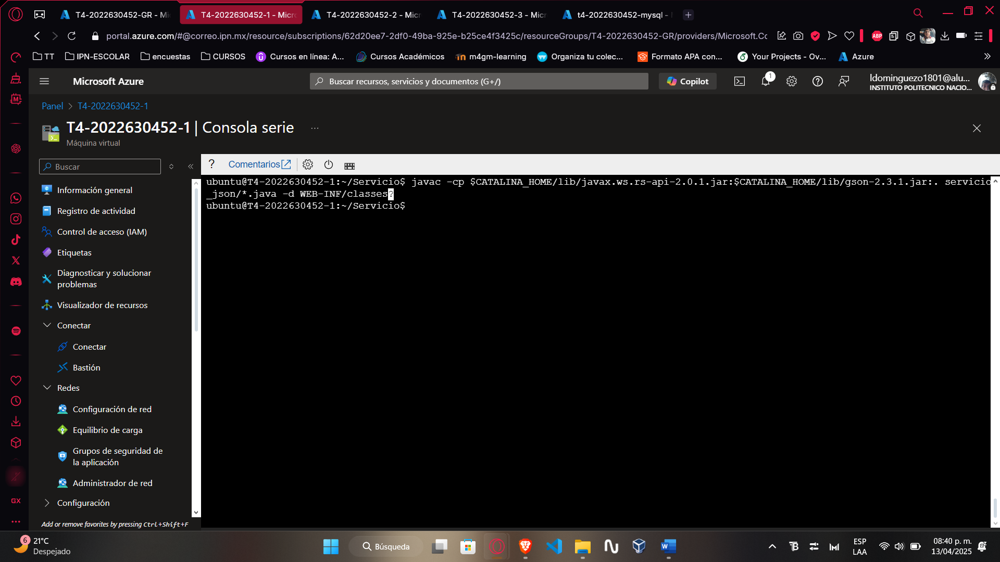 T4-2022630452-GR - Mi
T4-2022630452-1 - Micro
T4-2022630452-2 - Micr
T4-2022630452-3 - Micr
t4-2022630452-mysql -
portal.azure.com/#@correo.ipn.mx/resource/subscriptions/62d20ee7-2df0-49ba-925e-b25ce4f3425c/resourceGroups/T4-2022630452-GR/providers/Microsoft.Cc
ABP
TT
IPN-ESCOLAR
encuestas
CURSOS
Cursos en línea: A...
Cursos Académicos
m4gm-learning
Organiza tu colec...
Formato APA con...
Your Projects - Ov...
Azure
Microsoft Azure
Buscar recursos, servicios y documentos (G+/)
Copilot
1
ldominguezo1801@alu...
INSTITUTO POLITECNICO NACIO...
Panel > T4-2022630452-1
T4-2022630452-1 | Consola serie ...
Máquina virtual
Buscar
? Comentarios
Información general
Registro de actividad
Control de acceso (IAM)
Etiquetas
Diagnosticar y solucionar
problemas
Visualizador de recursos
Conectar
Conectar
Bastión
Redes
Configuración de red
Equilibrio de carga
Grupos de seguridad de
la aplicación
Administrador de red
Configuración
Add or remove favorites by pressing Ctrl+Shift+F
ubuntu@T4-2022630452-1:~/Servicio$ javac -cp $CATALINA_HOME/lib/javax.ws.rs-api-2.0.1.jar:$CATALINA_HOME/lib/gson-2.3.1.jar:. servicio
_json/*.java -d WEB-INF/classes?
ubuntu@T4-2022630452-1:~/Servicio$
GX
6
21°C
Despejado
Búsqueda
ESP
LAA
08:40 p. m.
13/04/2025